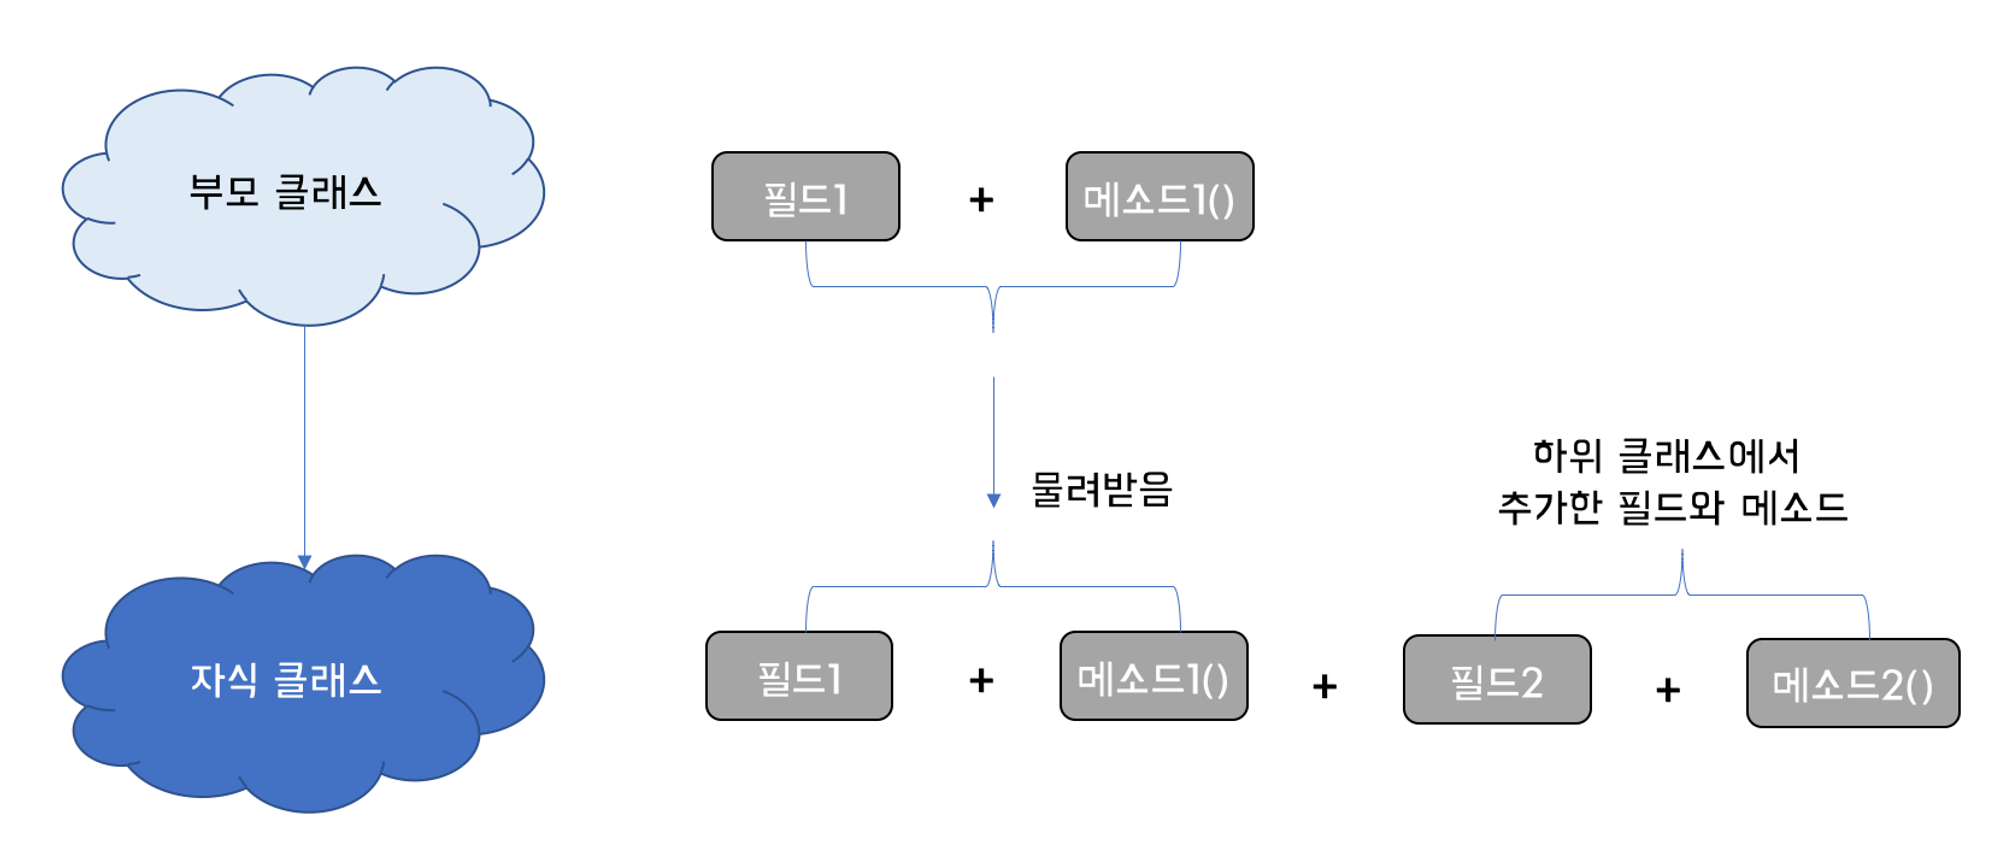 부모 클래스
필드1 + 메소드1()
물려받음
하위 클래스에서
추가한 필드와 메소드
자식 클래스
필드1 + 메소드1() + 필드2 + 메소드2()